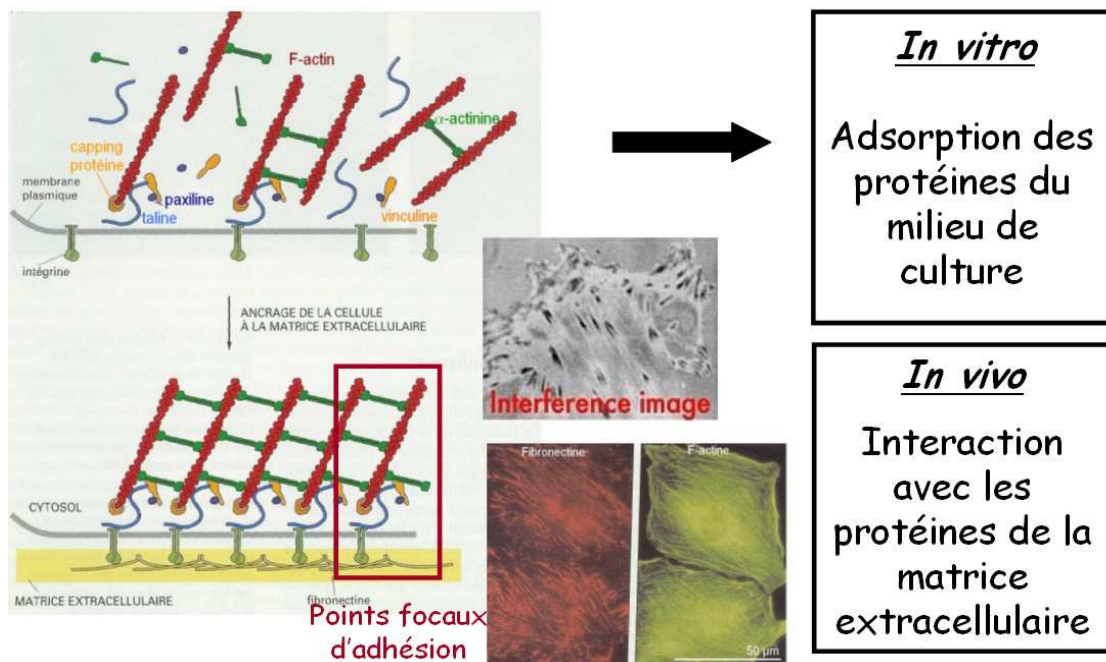 F-actin
α-actinine
capping
protéine
membrane
plasmique
paxiline
taline
vinculine
intégrine
ANCRAGE DE LA CELLULE
À LA MATRICE EXTRACELLULAIRE
CYTOSOL
MATRICE EXTRACELLULAIRE
fibronectine
Points focaux
d'adhésion
Interference image
Fibronectine
F-actine
50 µm
In vitro
Adsorption des
protéines du
milieu de
culture
In vivo
Interaction
avec les
protéines de la
matrice
extracellulaire